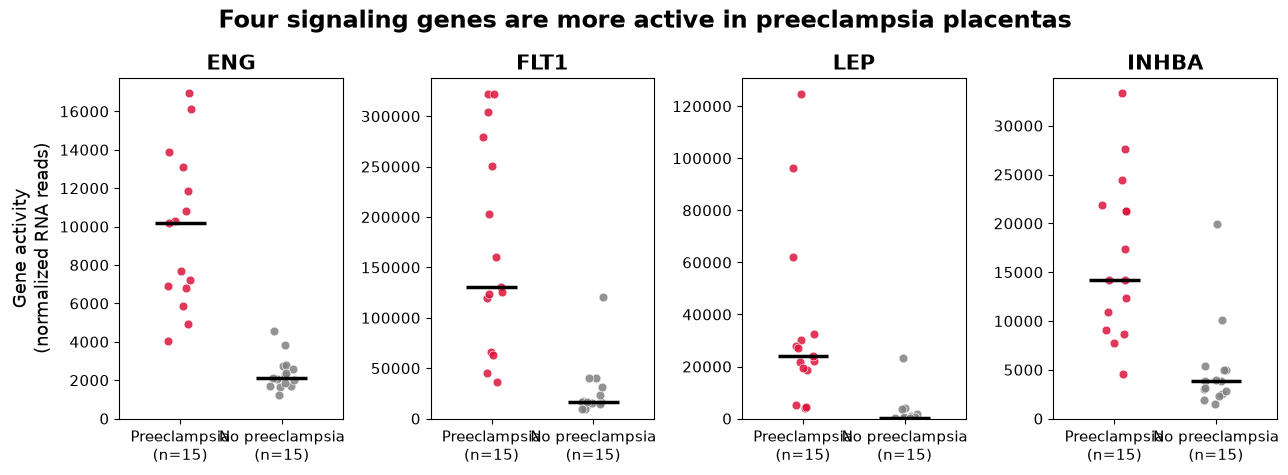 Four signaling genes are more active in preeclampsia placentas
ENG
FLT1
LEP
INHBA
Gene activity
(normalized RNA reads)
16000
14000
12000
10000
8000
6000
4000
2000
0
300000
250000
200000
150000
100000
50000
0
120000
100000
80000
60000
40000
20000
0
30000
25000
20000
15000
10000
5000
0
Preeclampsia
(n=15)
No preeclampsia
(n=15)
Preeclampsia
(n=15)
No preeclampsia
(n=15)
Preeclampsia
(n=15)
No preeclampsia
(n=15)
Preeclampsia
(n=15)
No preeclampsia
(n=15)